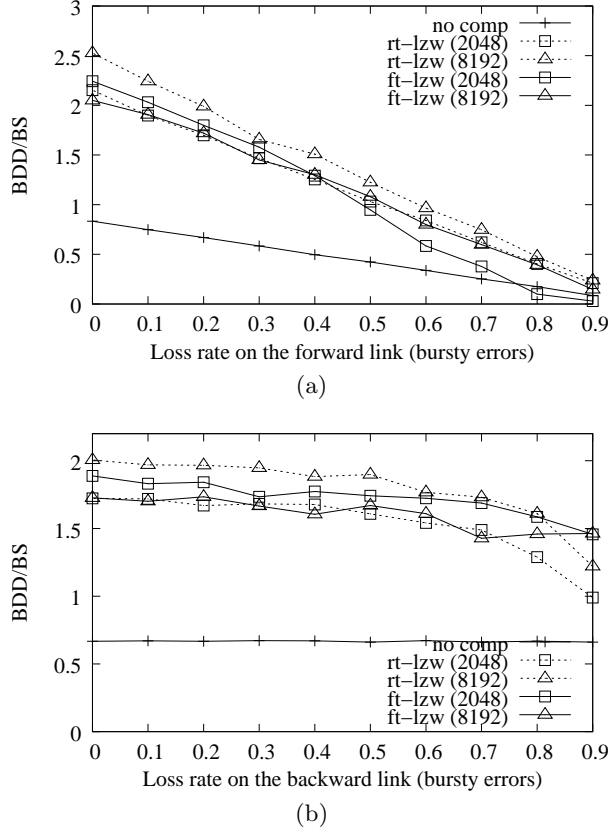 3
2.5
2
1.5
1
0.5
0
BDD/BS
no comp
rt-lzw (2048)
rt-lzw (8192)
ft-lzw (2048)
ft-lzw (8192)
0 0.1 0.2 0.3 0.4 0.5 0.6 0.7 0.8 0.9
Loss rate on the forward link (bursty errors)
(a)
2
1.5
1
0.5
0
BDD/BS
no comp
rt-lzw (2048)
rt-lzw (8192)
ft-lzw (2048)
ft-lzw (8192)
0 0.1 0.2 0.3 0.4 0.5 0.6 0.7 0.8 0.9
Loss rate on the backward link (bursty errors)
(b)